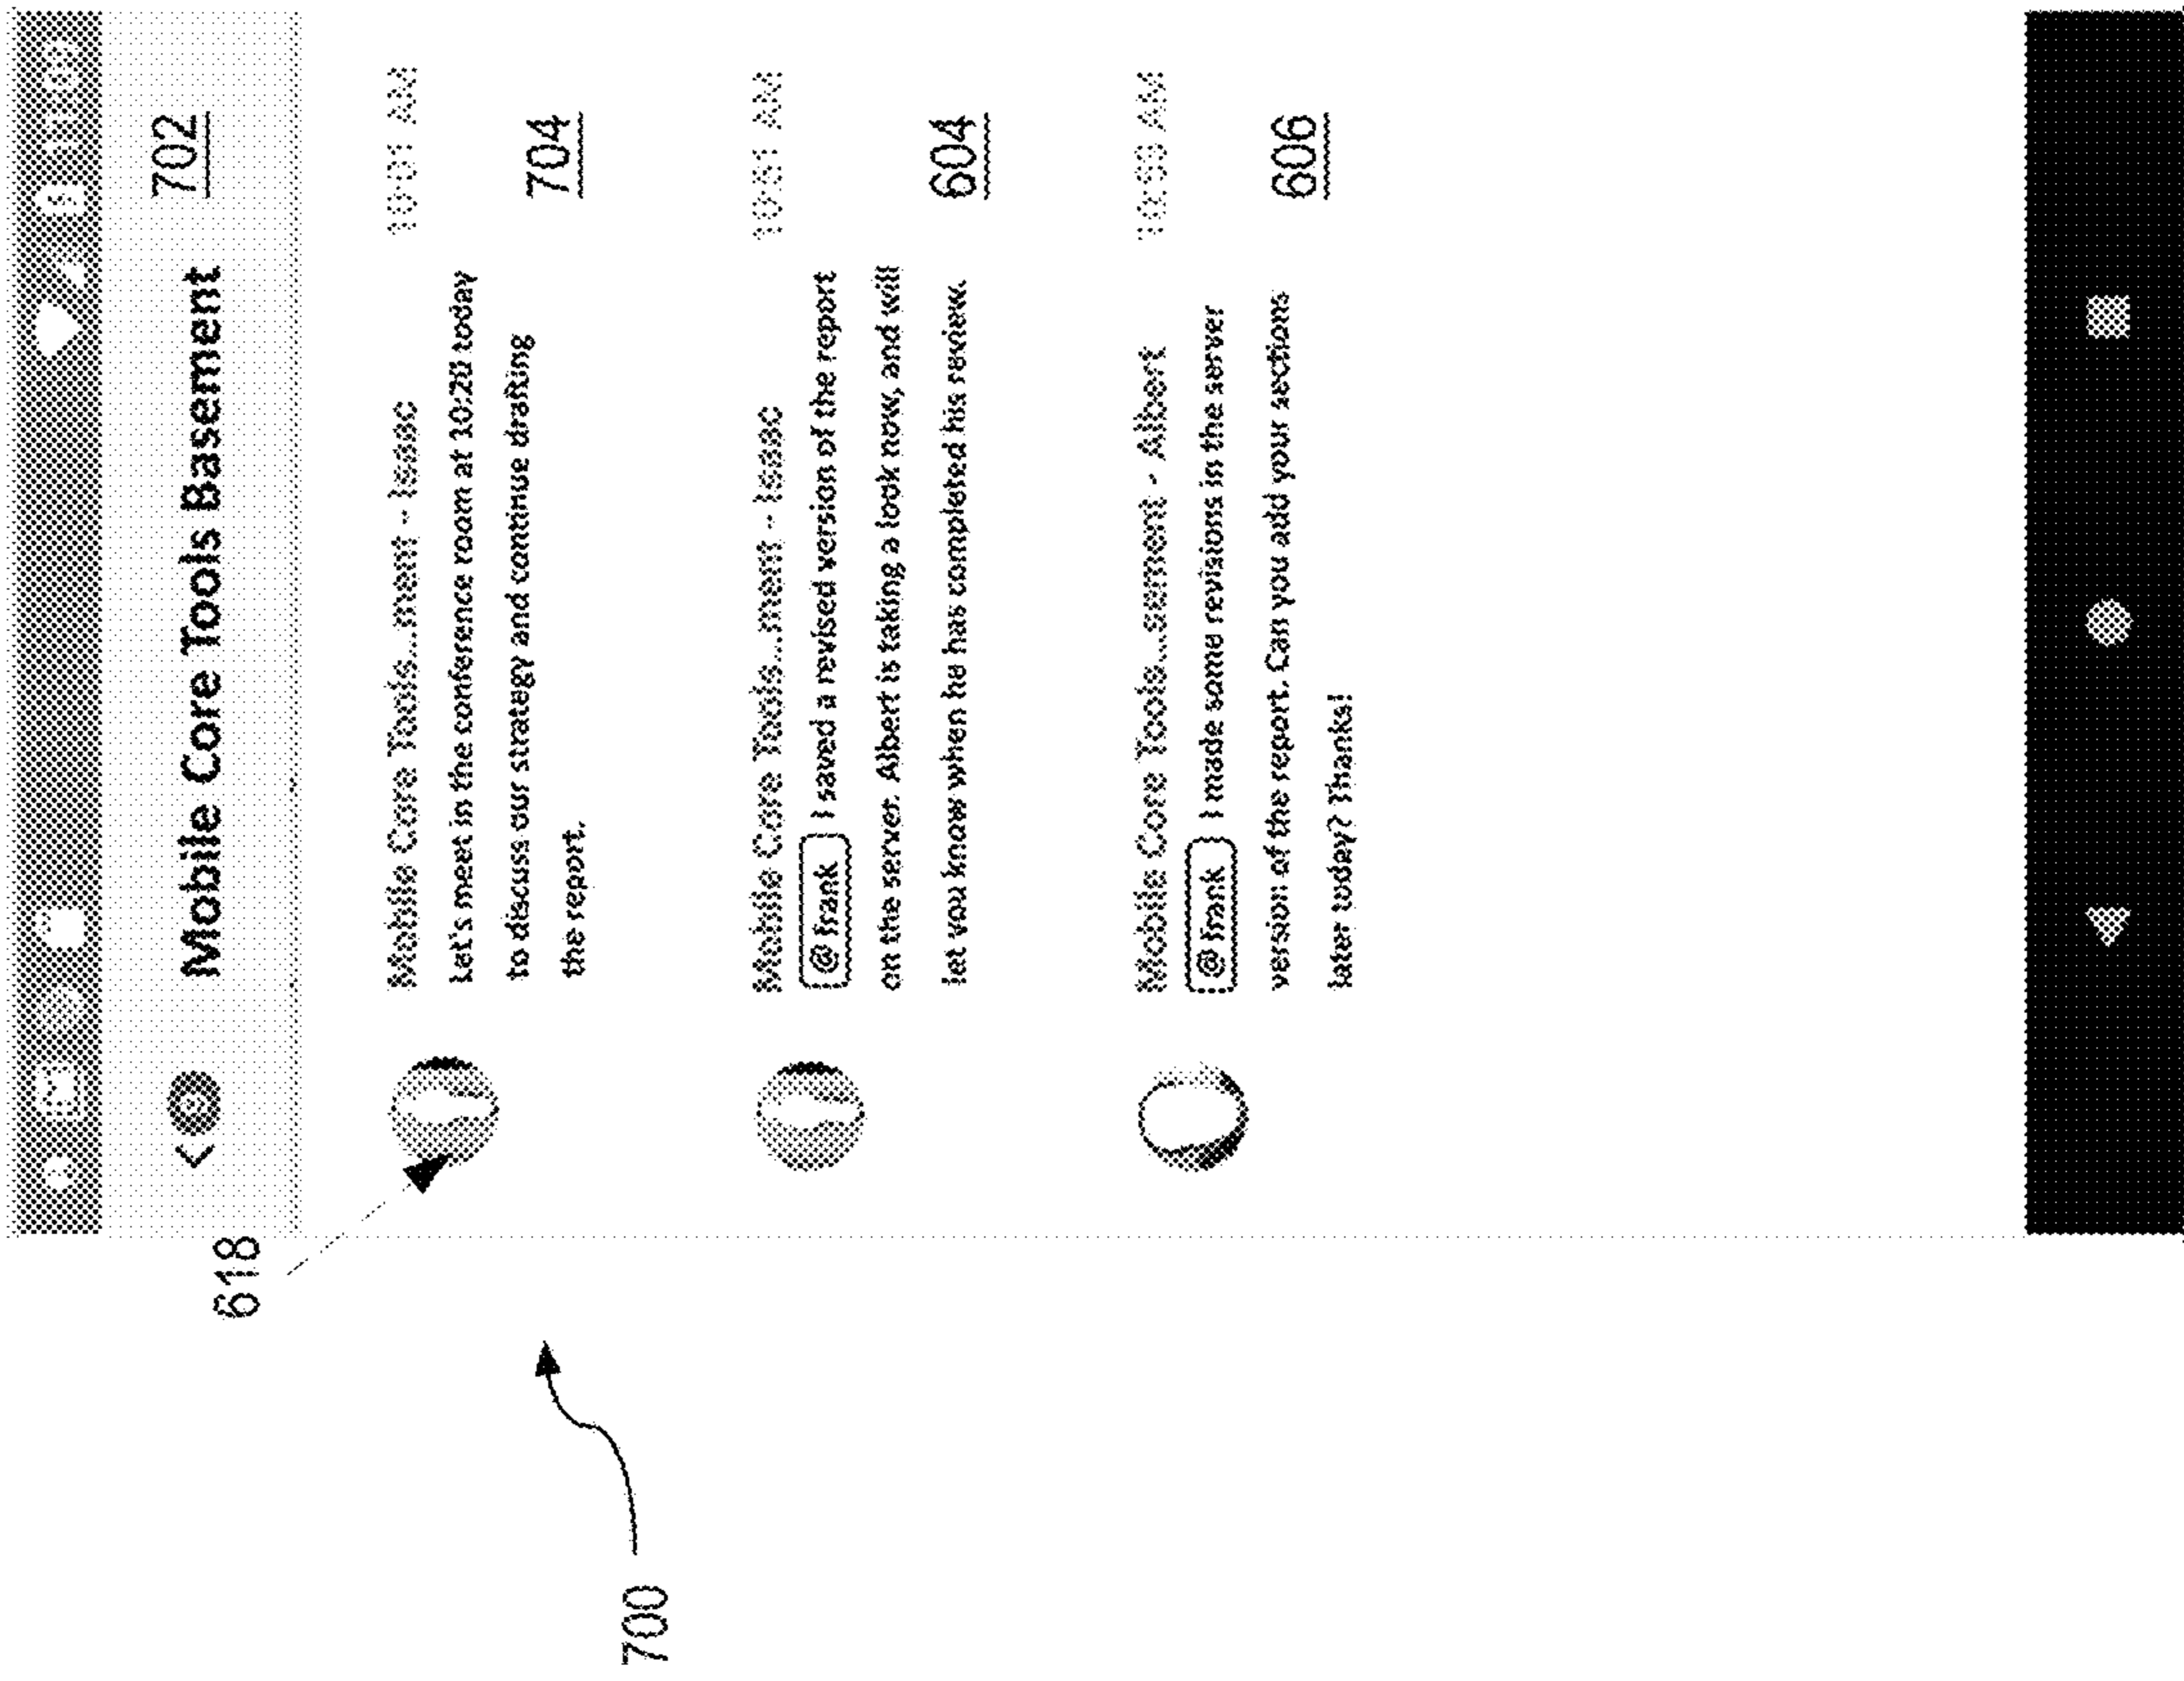 702
Mobile Core Tools Basement
618
Mobile Core Tools...ment - Isaac
Let's meet in the conference room at 10:20 today
to discuss our strategy and continue drafting
the report.
704
Mobile Core Tools...ment - Isaac 10:51 AM
@frank I saved a revised version of the report
on the server. Albert is taking a look now, and will
let you know when he has completed his review.
604
Mobile Core Tools...sement - Albert
@frank I made some revisions in the server
version of the report. Can you add your sections
later today? Thanks!
606
700